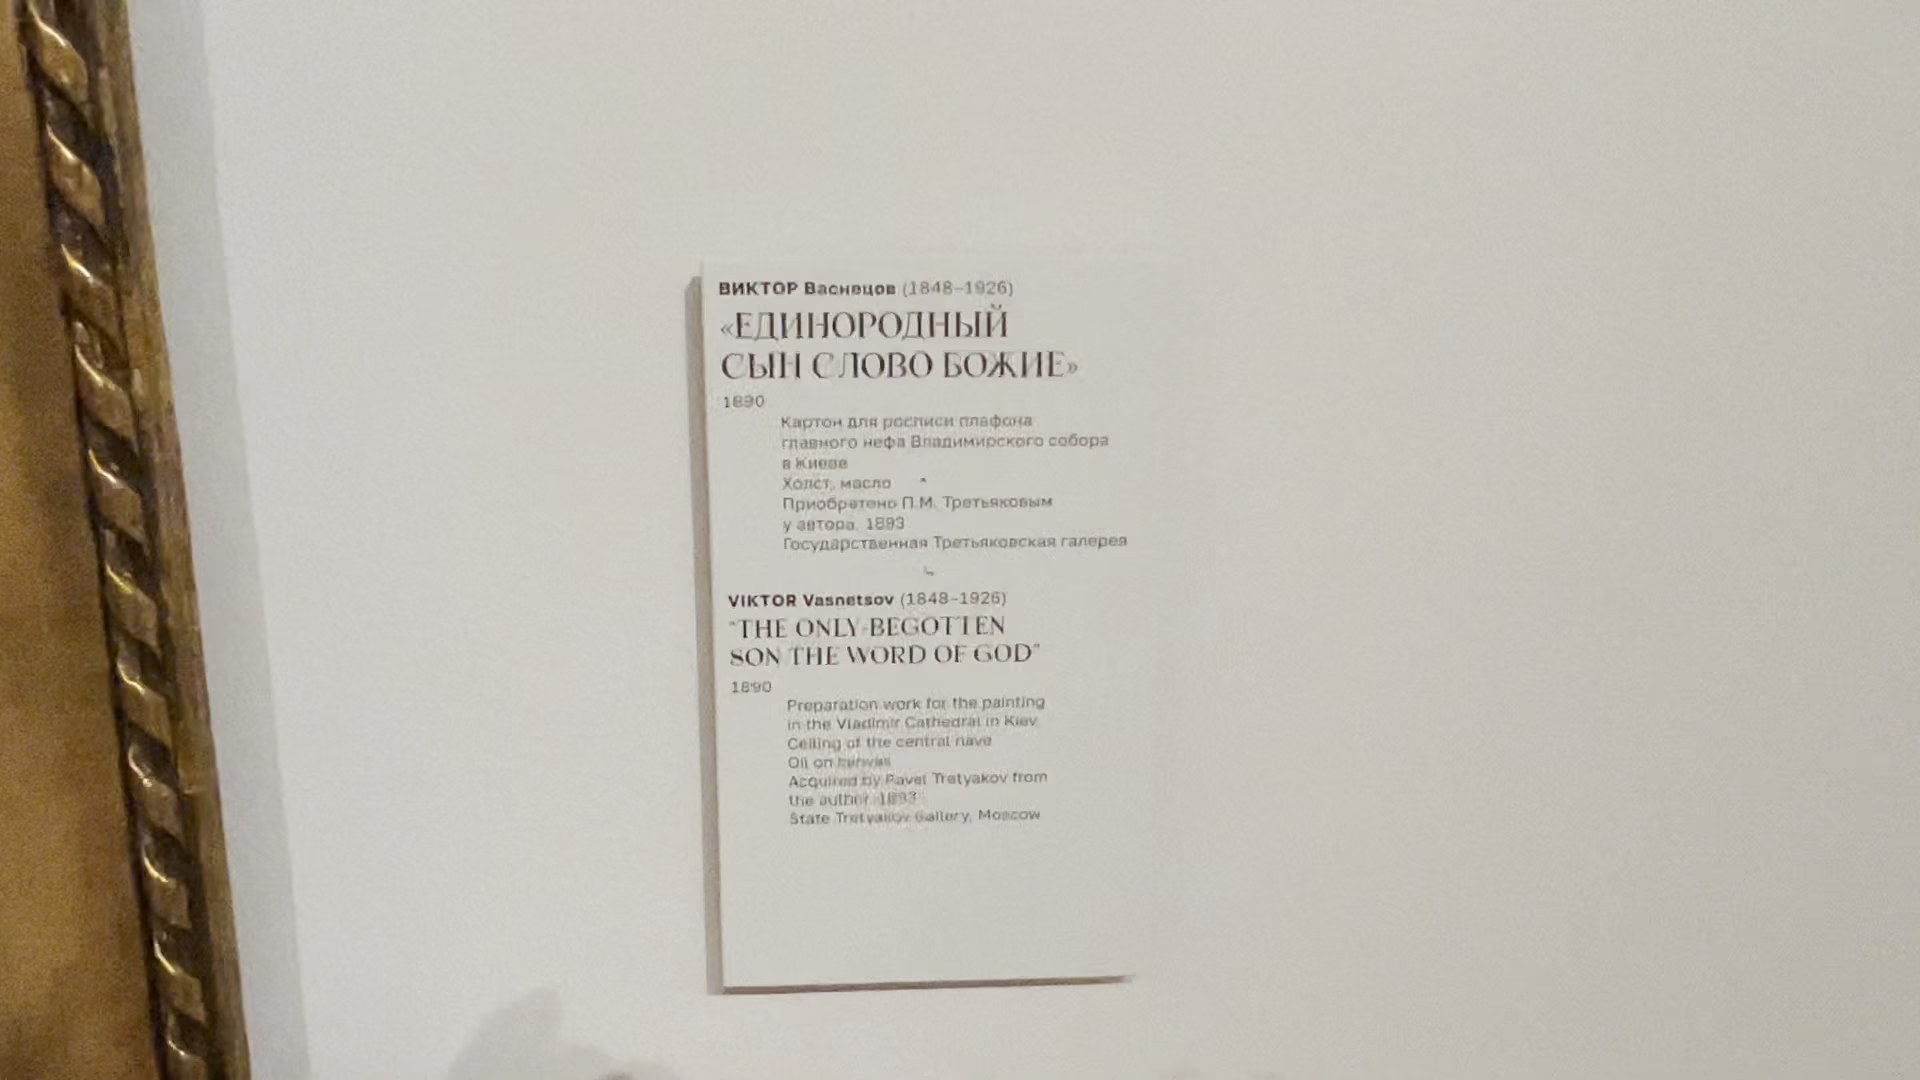 ВИКТОР Васнецов (1848–1926)
«ЕДИНОРОДНЫЙ
СЫН СЛОВО БОЖИЕ»
1890
Картон для росписи плафона
главного нефа Владимирского собора
в Киеве
Холст, масло
Приобретено П.М. Третьяковым
у автора. 1893
Государственная Третьяковская галерея
VIKTOR Vasnetsov (1848–1926)
"THE ONLY-BEGOTTEN
SON THE WORD OF GOD"
1890
Preparation work for the painting
in the Vladimir Cathedral in Kiev
Ceiling of the central nave
Oil on
Acquired by Pavel Tretyakov from
the author. 1893
State Tretyakov Gallery, Moscow